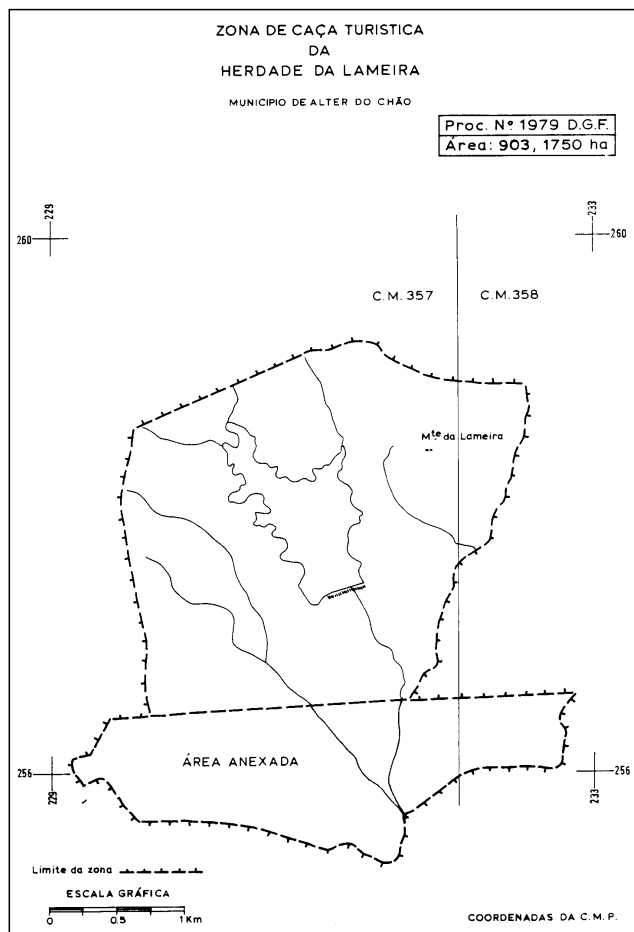 ZONA DE CAÇA TURISTICA
DA
HERDADE DA LAMEIRA
MUNICIPIO DE ALTER DO CHÃO
Proc. Nº 1979 D.G.F.
Área: 903, 1750 ha
229
233
260
260
C.M. 357
C.M. 358
Mte da Lameira
ÁREA ANEXADA
256
256
229
233
Limite da zona
ESCALA GRÁFICA
0 0.5 1Km
COORDENADAS DA C.M.P.